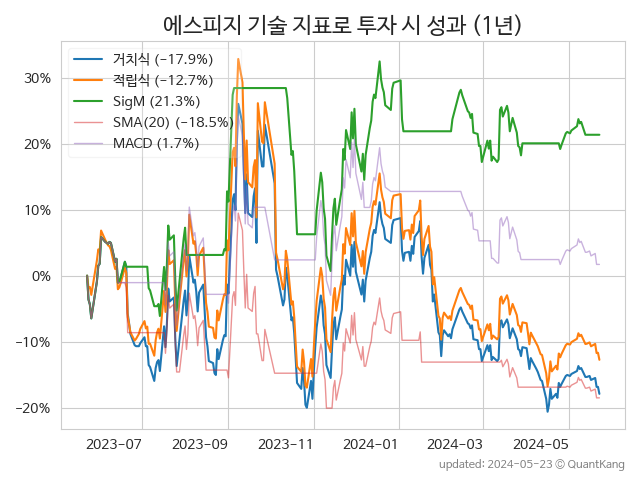 에스피지 기술 지표로 투자 시 성과 (1년)
거치식 (−17.9%)
적립식 (−12.7%)
SigM (21.3%)
SMA(20) (−18.5%)
MACD (1.7%)
30%
20%
10%
0%
−10%
−20%
2023-07
2023-09
2023-11
2024-01
2024-03
2024-05
updated: 2024-05-23 © QuantKang